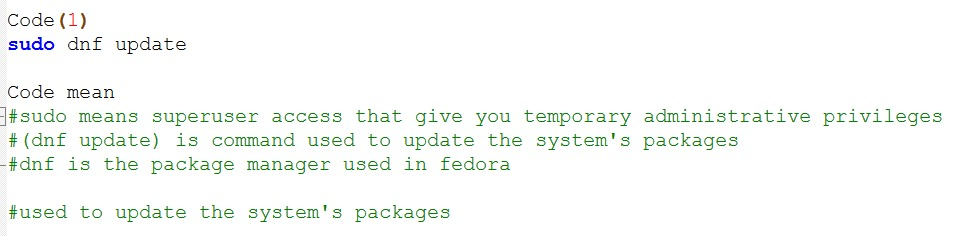 Code(1)
sudo dnf update
Code mean
#sudo means superuser access that give you temporary administrative privileges
#(dnf update) is command used to update the system's packages
#dnf is the package manager used in fedora
#used to update the system's packages